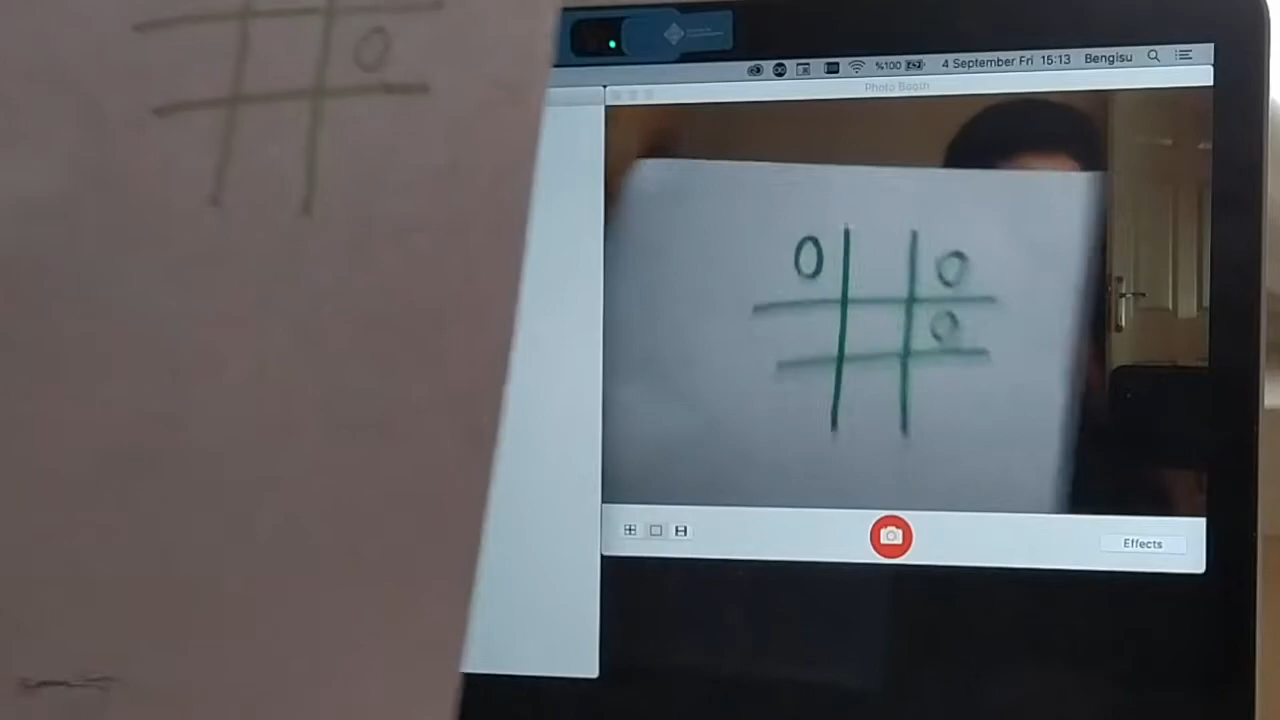 %100 4 September Fri 15:13 Bengisu
Photo Booth
O O
O O
Effects